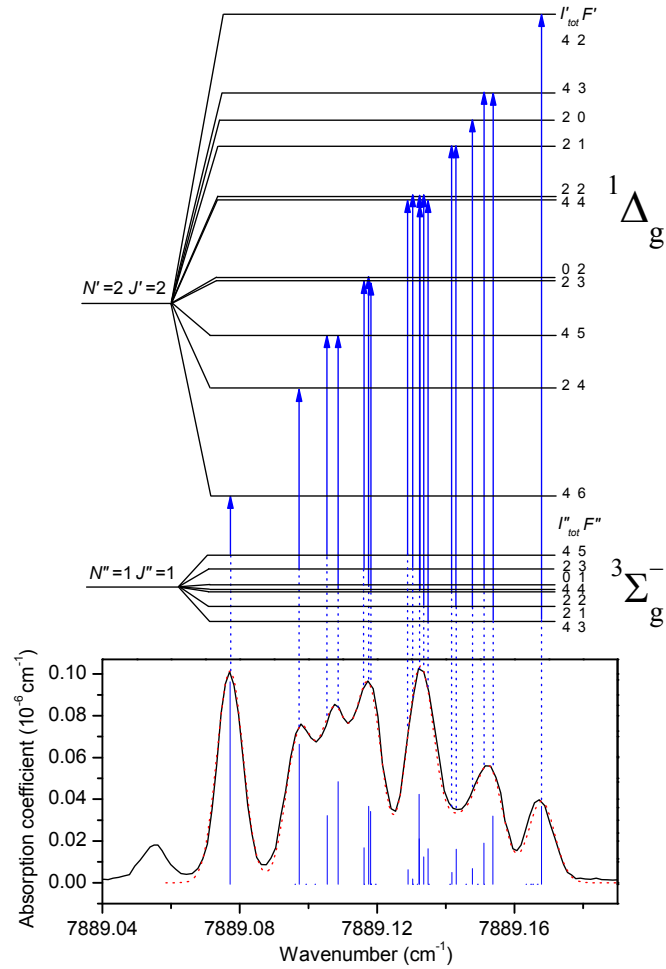 I'tot F'
4 2
4 3
2 0
2 1
2 2
4 4
¹Δg
0 2
2 3
N'=2 J'=2
4 5
2 4
4 6
I"tot F"
4 5
2 3
N"=1 J"=1
0 1
4 4
2 2
2 1
4 3
³Σg⁻
Absorption coefficient (10⁻⁶ cm⁻¹)
0.10
0.08
0.06
0.04
0.02
0.00
7889.04 7889.08 7889.12 7889.16
Wavenumber (cm⁻¹)